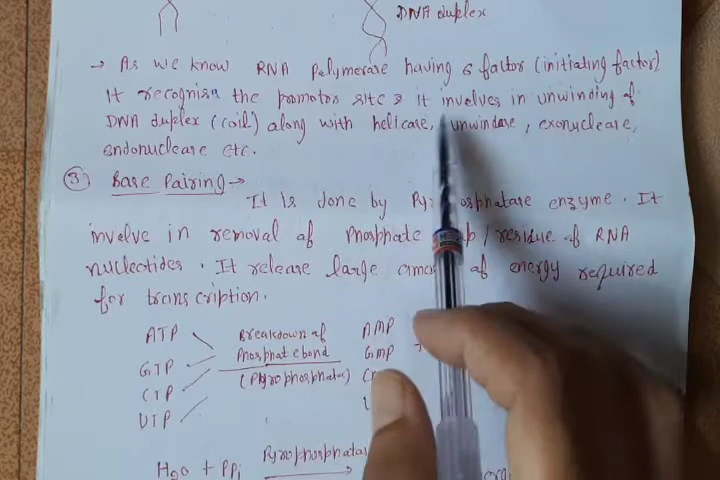 DNA duplex
→ As we know RNA Polymerase having 6 factor (initiating factor)
It recognise the promotor site & it involves in unwinding of
DNA duplex (coil) along with helicase, unwindase, exonuclease,
endonuclease etc.
③ Base Pairing →
It is done by Py osphatase enzyme. It
involve in removal of Phosphate / residue of RNA
nucleotides. It release large of energy required
for transcription.
ATP Breakdown of AMP
GTP Phosphate bond GMP
CTP (Pyrophosphatase)
UTP
H2O + PPi Pyrophosphatas